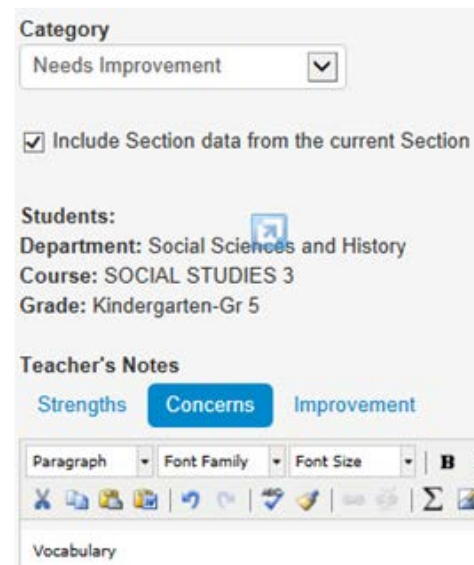 Category
Needs Improvement
Include Section data from the current Section
Students:
Department: Social Sciences and History
Course: SOCIAL STUDIES 3
Grade: Kindergarten-Gr 5
Teacher's Notes
Strengths Concerns Improvement
Paragraph Font Family Font Size B
ABC Σ
Vocabulary